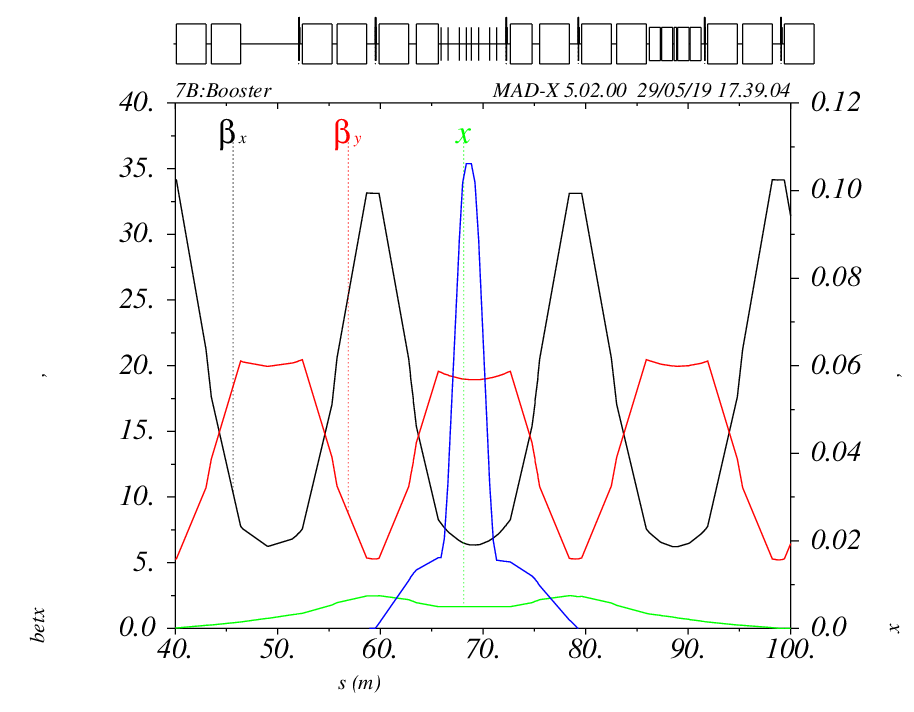 7B:Booster MAD-X 5.02.00 29/05/19 17.39.04
40. 0.12
βx βy x
35.
0.10
30.
0.08
25.
, 20. 0.06 ,
15.
0.04
10.
0.02
5.
betx 0.0 0.0 x
40. 50. 60. 70. 80. 90. 100.
s (m)